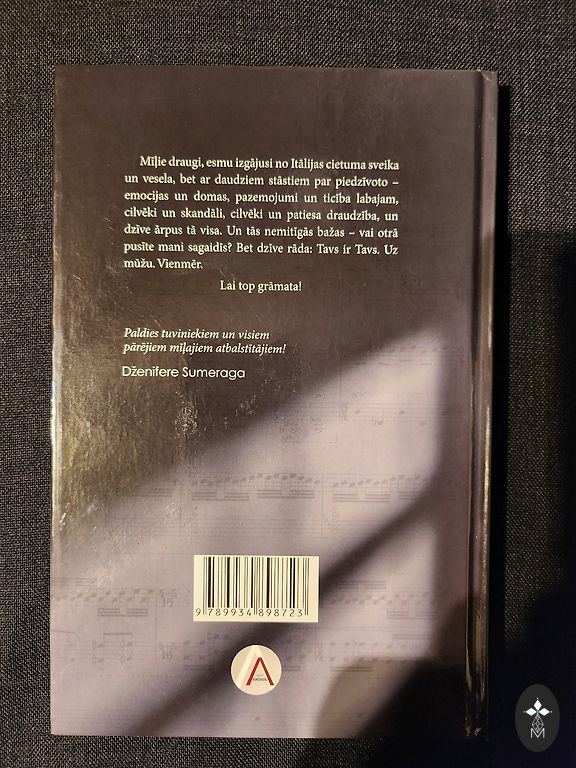 Mīļie draugi, esmu izgājusi no Itālijas cietuma sveika
un vesela, bet ar daudziem stāstiem par piedzīvoto –
emocijas un domas, pazemojumi un ticība labajam,
cilvēki un skandāli, cilvēki un patiesa draudzība, un
dzīve ārpus tā visa. Un tās nemitīgās bažas – vai otrā
pusīte mani sagaidīs? Bet dzīve rāda: Tavs ir Tavs. Uz
mūžu. Vienmēr.
Lai top grāmata!
Paldies tuviniekiem un visiem
pārējiem mīļajiem atbalstītājiem!
Dženifere Sumeraga
9 789934 898723